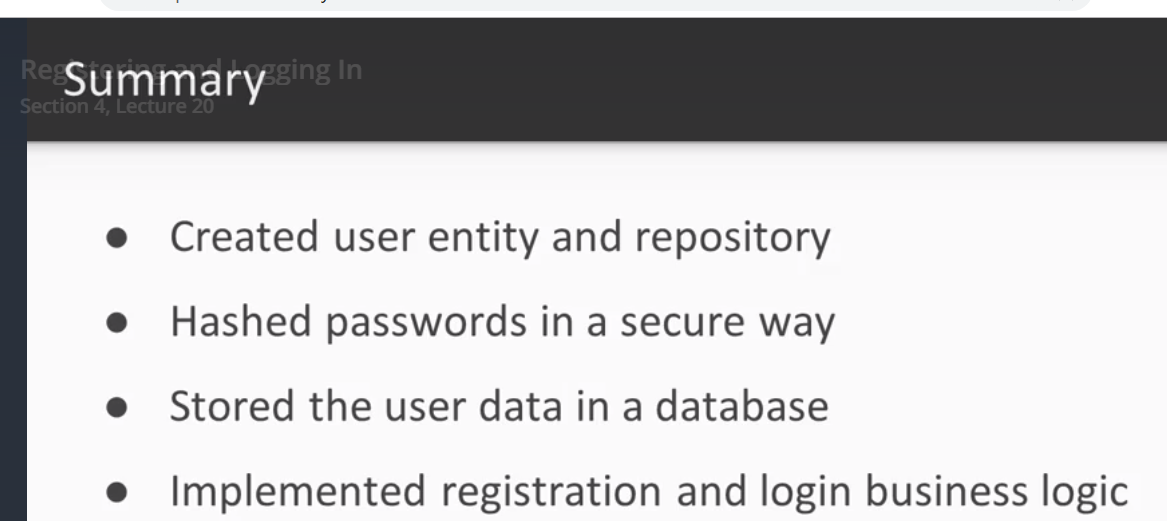 Registering and Logging In
Summary
Section 4, Lecture 20
● Created user entity and repository
● Hashed passwords in a secure way
● Stored the user data in a database
● Implemented registration and login business logic